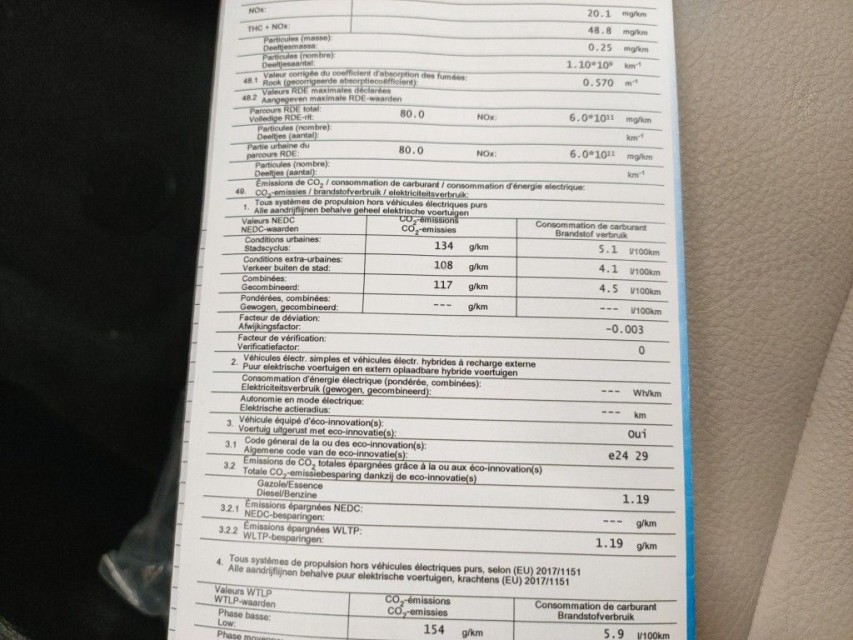 NOx: 20.1 mg/km
THC + NOx: 48.8 mg/km
Particules (masse): 0.25 mg/km
Deeltjesmassa:
Particules (nombre): 1.10*10⁹ km⁻¹
Deeltjesaantal:
48.1 Valeur corrigée du coefficient d'absorption des fumées: 0.570 m⁻¹
Rook (gecorrigeerde absorptiecoëfficiënt):
48.2 Valeurs RDE maximales déclarées
Aangegeven maximale RDE-waarden
Parcours RDE total: 80.0 NOx: 6.0*10¹¹ mg/km
Volledige RDE-rit:
Particules (nombre): km⁻¹
Deeltjes (aantal):
Partie urbaine du 80.0 NOx: 6.0*10¹¹ mg/km
parcours RDE:
Particules (nombre): km⁻¹
Deeltjes (aantal):
49. Émissions de CO₂ / consommation de carburant / consommation d'énergie electrique:
CO₂-emissies / brandstofverbruik / elektriciteitsverbruik:
1. Tous systèmes de propulsion hors véhicules électriques purs
Alle aandrijflijnen behalve geheel elektrische voertuigen
Valeurs NEDC CO₂-émissions Consommation de carburant
NEDC-waarden CO₂-emissies Brandstof verbruik
Conditions urbaines: 134 g/km 5.1 l/100km
Stadscyclus:
Conditions extra-urbaines: 108 g/km 4.1 l/100km
Verkeer buiten de stad:
Combinées: 117 g/km 4.5 l/100km
Gecombineerd:
Pondérées, combinées: --- g/km --- l/100km
Gewogen, gecombineerd:
Facteur de déviation: -0.003
Afwijkingsfactor:
Facteur de vérification: 0
Verificatiefactor:
2. Véhicules électr. simples et véhicules électr. hybrides à recharge externe
Puur elektrische voertuigen en extern oplaadbare hybride voertuigen
Consommation d'énergie électrique (pondérée, combinées): --- Wh/km
Elektriciteitsverbruik (gewogen, gecombineerd):
Autonomie en mode électrique: --- km
Elektrische actieradius:
3. Véhicule équipé d'éco-innovation(s): Oui
Voertuig uitgerust met eco-innovatie(s):
3.1 Code géneral de la ou des eco-innovation(s): e24 29
Algemene code van de eco-innovatie(s):
3.2 Émissions de CO₂ totales épargnées grâce à la ou aux éco-innovation(s)
Totale CO₂-emissiebesparing dankzij de eco-innovatie(s)
Gazole/Essence 1.19
Diesel/Benzine
3.2.1 Émissions épargnées NEDC: --- g/km
NEDC-besparingen:
3.2.2 Émissions épargnées WLTP: 1.19 g/km
WLTP-besparingen:
4. Tous systèmes de propulsion hors véhicules électriques purs, selon (EU) 2017/1151
Alle aandrijflijnen behalve puur elektrische voertuigen, krachtens (EU) 2017/1151
Valeurs WTLP CO₂-émissions Consommation de carburant
WTLP-waarden CO₂-emissies Brandstofverbruik
Phase basse: 154 g/km 5.9 l/100km
Low:
Phase